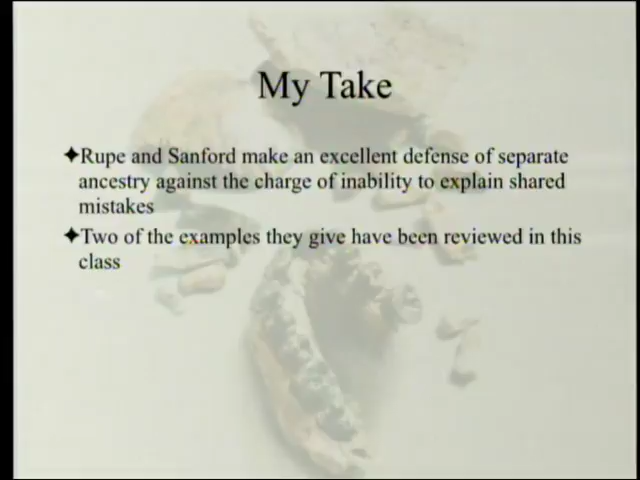 My Take
✦Rupe and Sanford make an excellent defense of separate
ancestry against the charge of inability to explain shared
mistakes
✦Two of the examples they give have been reviewed in this
class